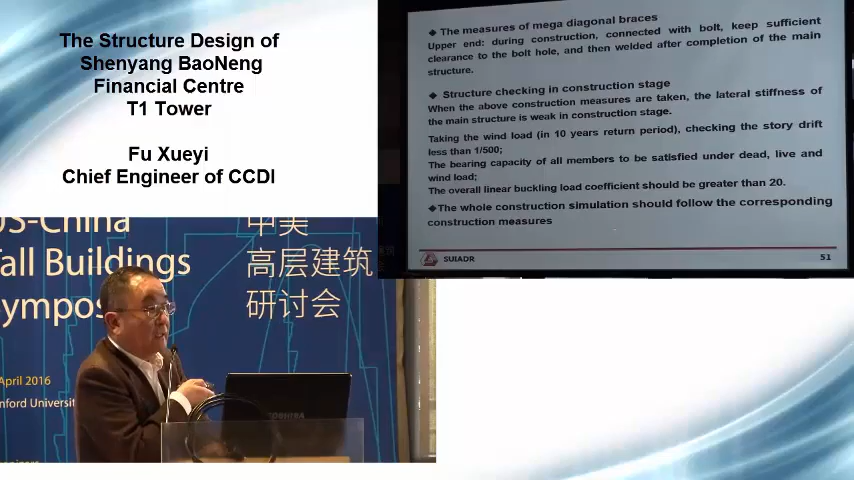 The Structure Design of
Shenyang BaoNeng
Financial Centre
T1 Tower
Fu Xueyi
Chief Engineer of CCDI
◆ The measures of mega diagonal braces
Upper end: during construction, connected with bolt, keep sufficient
clearance to the bolt hole, and then welded after completion of the main
structure.
◆ Structure checking in construction stage
When the above construction measures are taken, the lateral stiffness of
the main structure is weak in construction stage.
Taking the wind load (in 10 years return period), checking the story drift
less than 1/500;
The bearing capacity of all members to be satisfied under dead, live and
wind load;
The overall linear buckling load coefficient should be greater than 20.
◆The whole construction simulation should follow the corresponding
construction measures
SUIADR
51
US-China
Tall Buildings
Sympos
中美
高层建筑
研讨会
April 2016
nford Universit
TOSHIBA